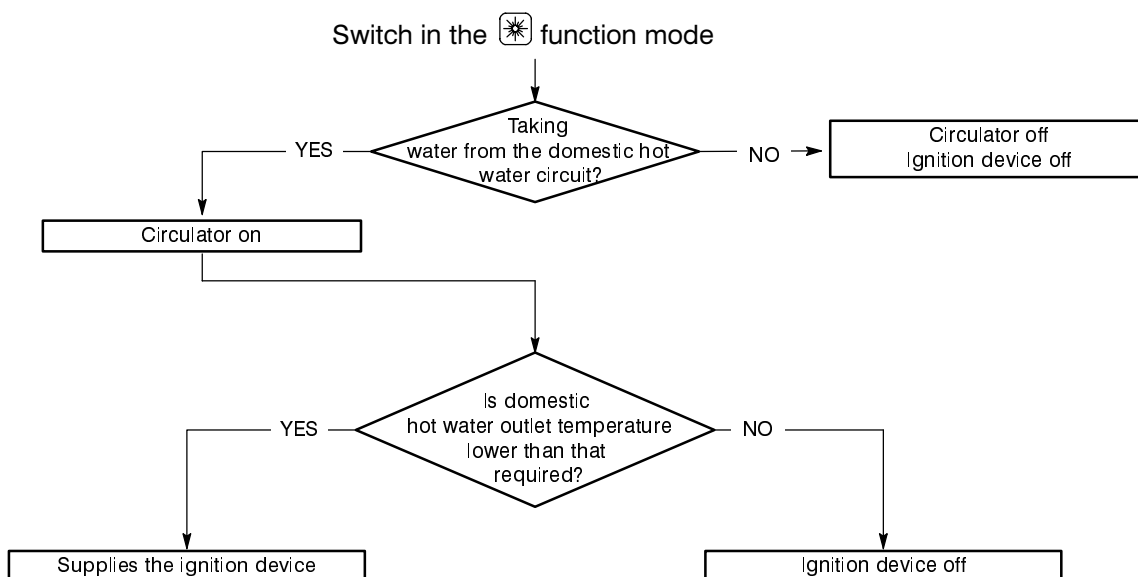 Switch in the function mode
Taking
water from the domestic hot
water circuit?
YES
NO
Circulator off
Ignition device off
Circulator on
Is domestic
hot water outlet temperature
lower than that
required?
YES
NO
Supplies the ignition device
Ignition device off